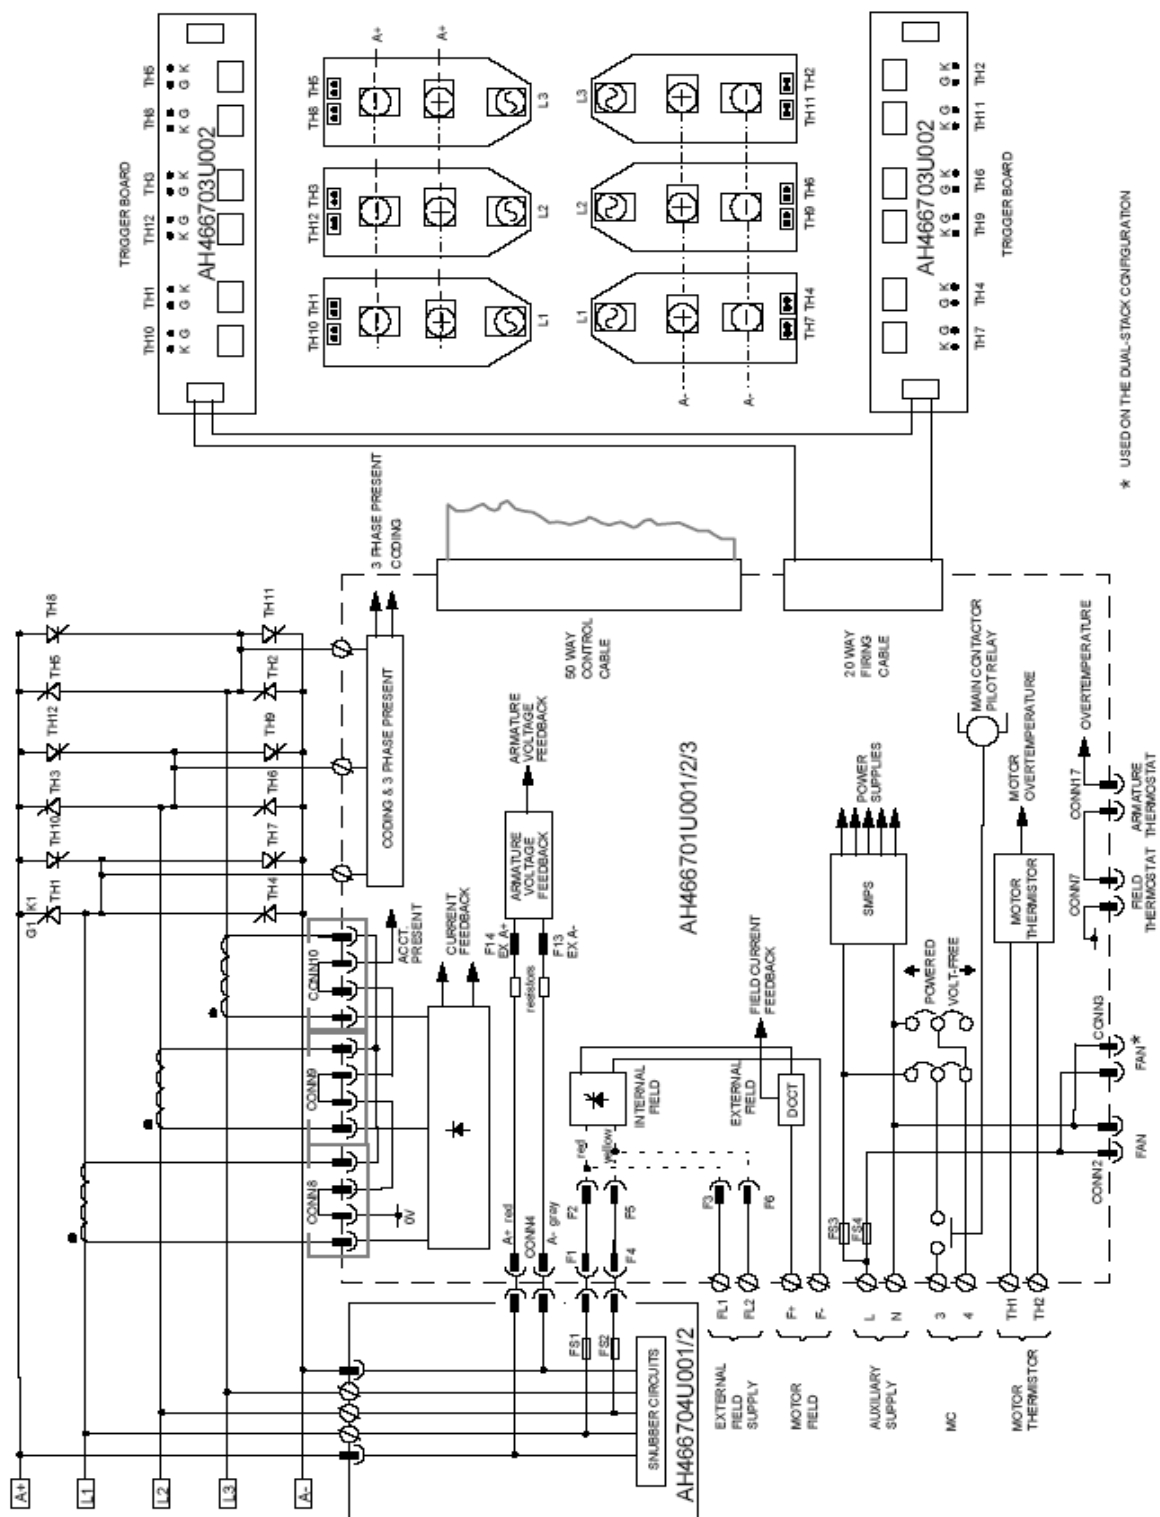 A+
L1
L2
L3
A-
G1 K1
TH1
TH10
TH3
TH12
TH5
TH8
TH4
TH7
TH6
TH9
TH2
TH11
CONN8
CONN9
CONN10
0V
ACCT.
PRESENT
CURRENT
FEEDBACK
CODING & 3 PHASE PRESENT
3 PHASE PRESENT
CODING
SNUBBER CIRCUITS
AH466704U001/2
FS1
FS2
A+ red
CONN4
A- grey
F1
F4
F2
F5
F3
F6
red
yellow
resistors
F14
EX A+
F13
EX A-
ARMATURE
VOLTAGE
FEEDBACK
ARMATURE
VOLTAGE
FEEDBACK
INTERNAL
FIELD
EXTERNAL
FIELD
DCCT
FIELD CURRENT
FEEDBACK
AH466701U001/2/3
EXTERNAL
FIELD
SUPPLY
FL1
FL2
MOTOR
FIELD
F+
F-
AUXILIARY
SUPPLY
L
N
FS3
FS4
MC
3
4
MOTOR
THERMISTOR
TH1
TH2
SMPS
POWER
SUPPLIES
POWERED
VOLT-FREE
MAIN CONTACTOR
PILOT RELAY
MOTOR
THERMISTOR
MOTOR
OVERTEMPERATURE
OVERTEMPERATURE
CONN2
FAN
CONN3
FAN*
CONN7
FIELD
THERMOSTAT
CONN17
ARMATURE
THERMOSTAT
50 WAY
CONTROL
CABLE
20 WAY
FIRING
CABLE
TRIGGER BOARD
TH10 TH1 TH12 TH3 TH8 TH5
K G K G K G K G K G K G
AH466703U002
TH10 TH1
TH12 TH3
TH8 TH5
L1
L2
L3
A+
A+
L1
L2
L3
TH7 TH4
TH9 TH6
TH11 TH2
A-
A-
AH466703U002
K G K G K G K G K G G K
TH7 TH4 TH9 TH6 TH11 TH2
TRIGGER BOARD
* USED ON THE DUAL-STACK CONFIGURATION